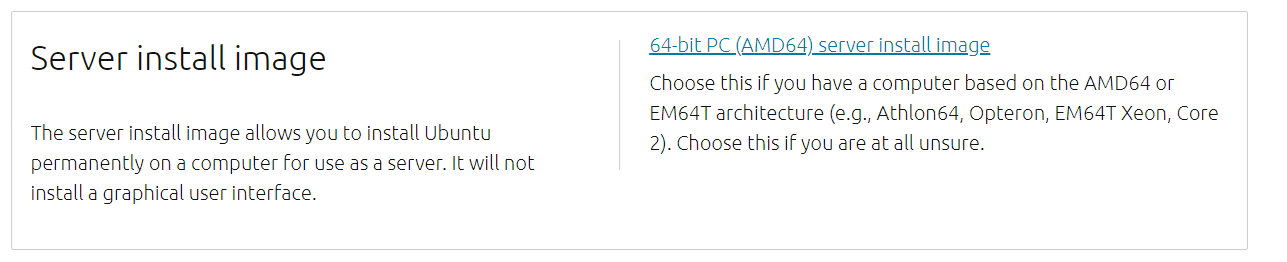 Server install image
The server install image allows you to install Ubuntu
permanently on a computer for use as a server. It will not
install a graphical user interface.
64-bit PC (AMD64) server install image
Choose this if you have a computer based on the AMD64 or
EM64T architecture (e.g., Athlon64, Opteron, EM64T Xeon, Core
2). Choose this if you are at all unsure.